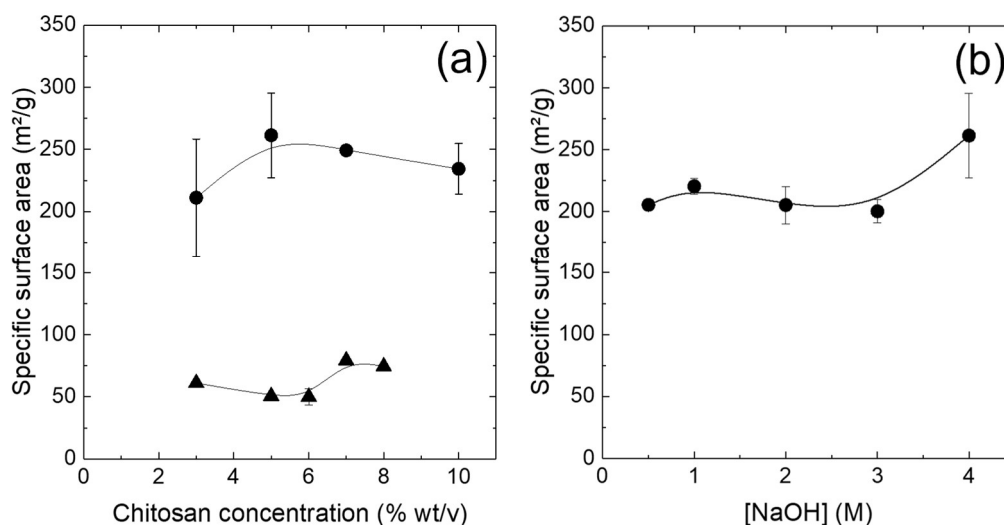 (a)
Specific surface area (m²/g)
350
300
250
200
150
100
50
0
0 2 4 6 8 10
Chitosan concentration (% wt/v)
(b)
Specific surface area (m²/g)
350
300
250
200
150
100
50
0
0 1 2 3 4
[NaOH] (M)